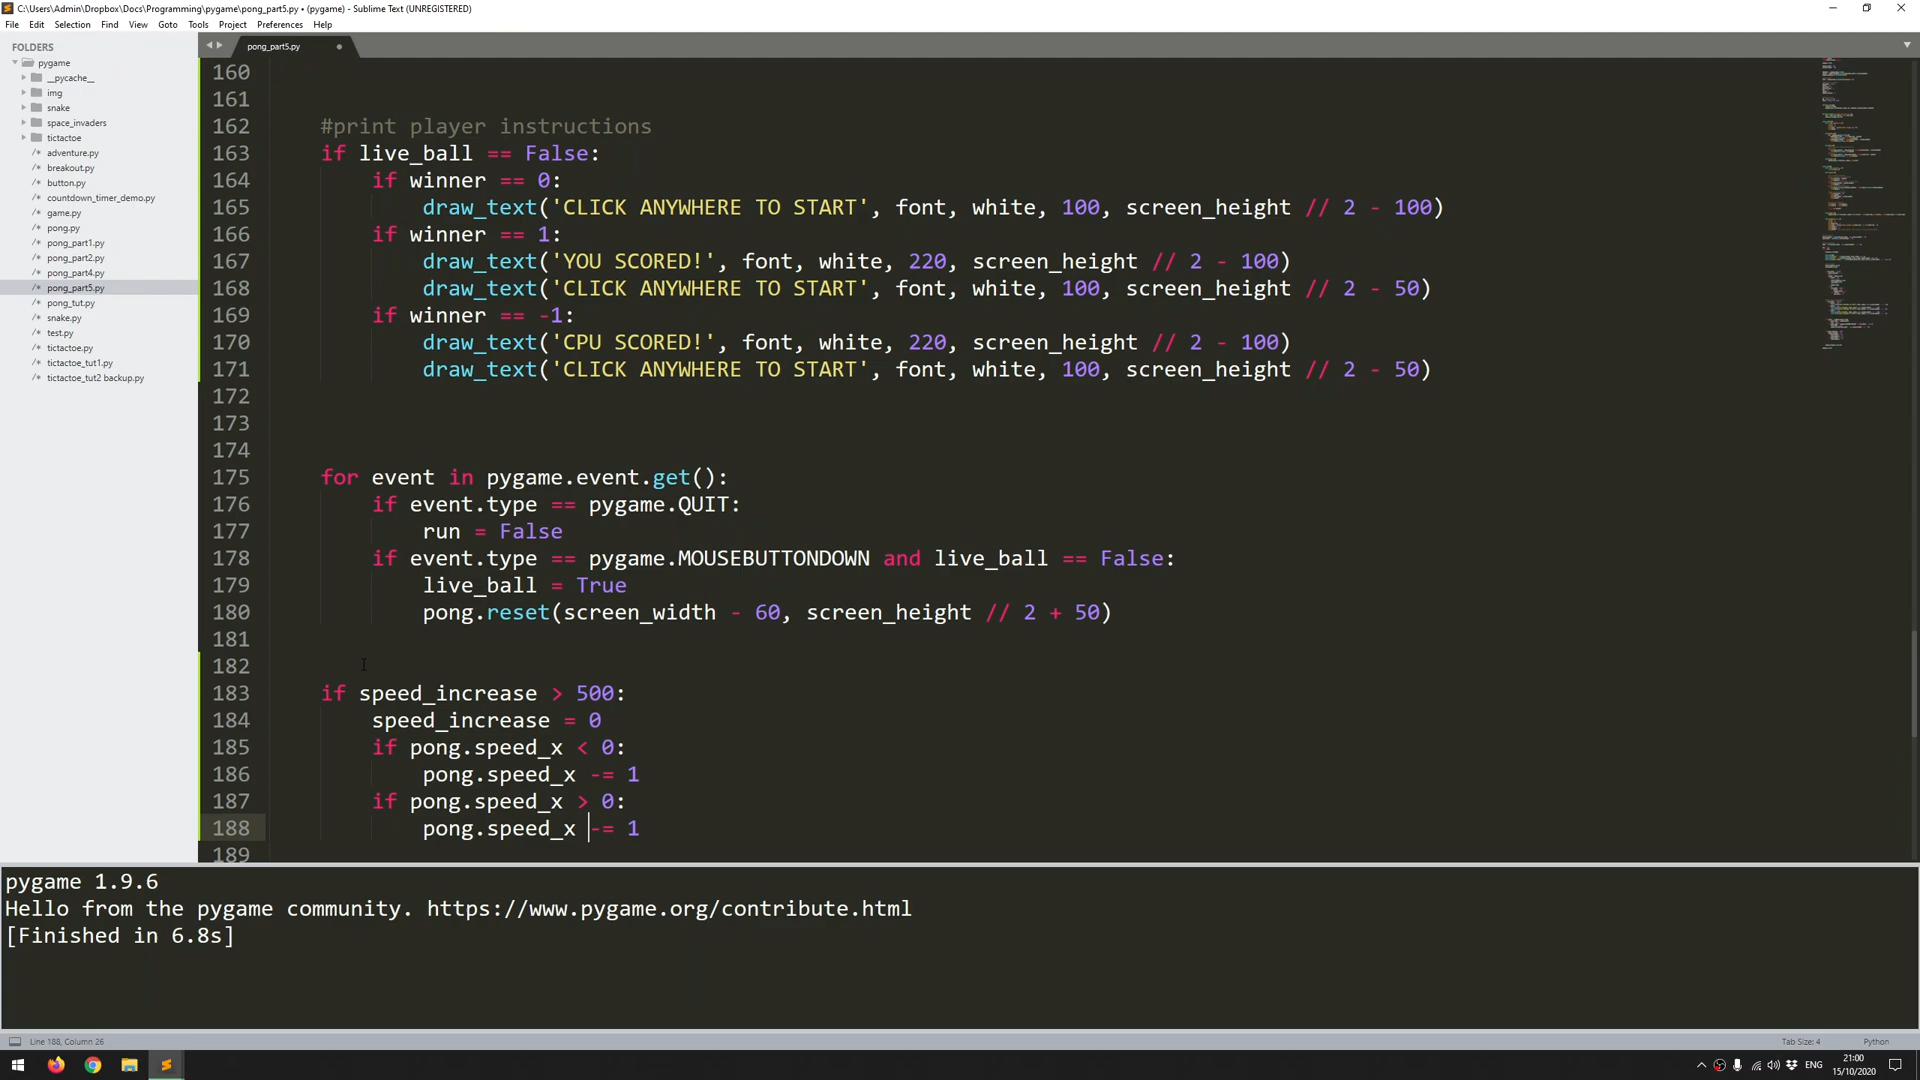 C:\Users\Admin\Dropbox\Docs\Programming\pygame\pong_part5.py • (pygame) - Sublime Text (UNREGISTERED)
File Edit Selection Find View Goto Tools Project Preferences Help
FOLDERS
pygame
__pycache__
img
snake
space_invaders
tictactoe
/* adventure.py
/* breakout.py
/* button.py
/* countdown_timer_demo.py
/* game.py
/* pong.py
/* pong_part1.py
/* pong_part2.py
/* pong_part4.py
/* pong_part5.py
/* pong_tut.py
/* snake.py
/* test.py
/* tictactoe.py
/* tictactoe_tut1.py
/* tictactoe_tut2 backup.py
pong_part5.py
160
161
162 #print player instructions
163 if live_ball == False:
164 if winner == 0:
165 draw_text('CLICK ANYWHERE TO START', font, white, 100, screen_height // 2 - 100)
166 if winner == 1:
167 draw_text('YOU SCORED!', font, white, 220, screen_height // 2 - 100)
168 draw_text('CLICK ANYWHERE TO START', font, white, 100, screen_height // 2 - 50)
169 if winner == -1:
170 draw_text('CPU SCORED!', font, white, 220, screen_height // 2 - 100)
171 draw_text('CLICK ANYWHERE TO START', font, white, 100, screen_height // 2 - 50)
172
173
174
175 for event in pygame.event.get():
176 if event.type == pygame.QUIT:
177 run = False
178 if event.type == pygame.MOUSEBUTTONDOWN and live_ball == False:
179 live_ball = True
180 pong.reset(screen_width - 60, screen_height // 2 + 50)
181
182
183 if speed_increase > 500:
184 speed_increase = 0
185 if pong.speed_x < 0:
186 pong.speed_x -= 1
187 if pong.speed_x > 0:
188 pong.speed_x -= 1
189
pygame 1.9.6
Hello from the pygame community. https://www.pygame.org/contribute.html
[Finished in 6.8s]
Line 188, Column 26
Tab Size: 4
Python
ENG
21:00
15/10/2020